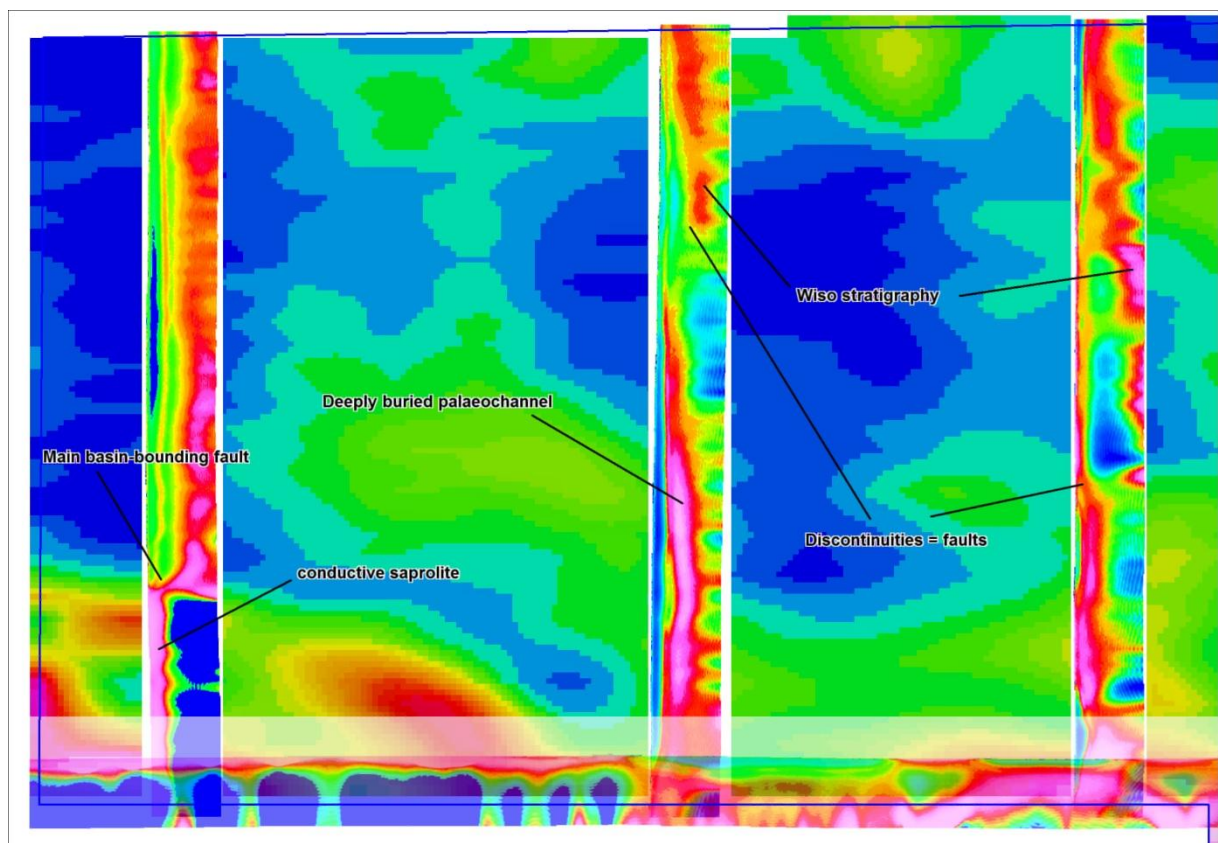 Wiso stratigraphy
Deeply buried palaeochannel
Main basin-bounding fault
Discontinuities = faults
conductive saprolite